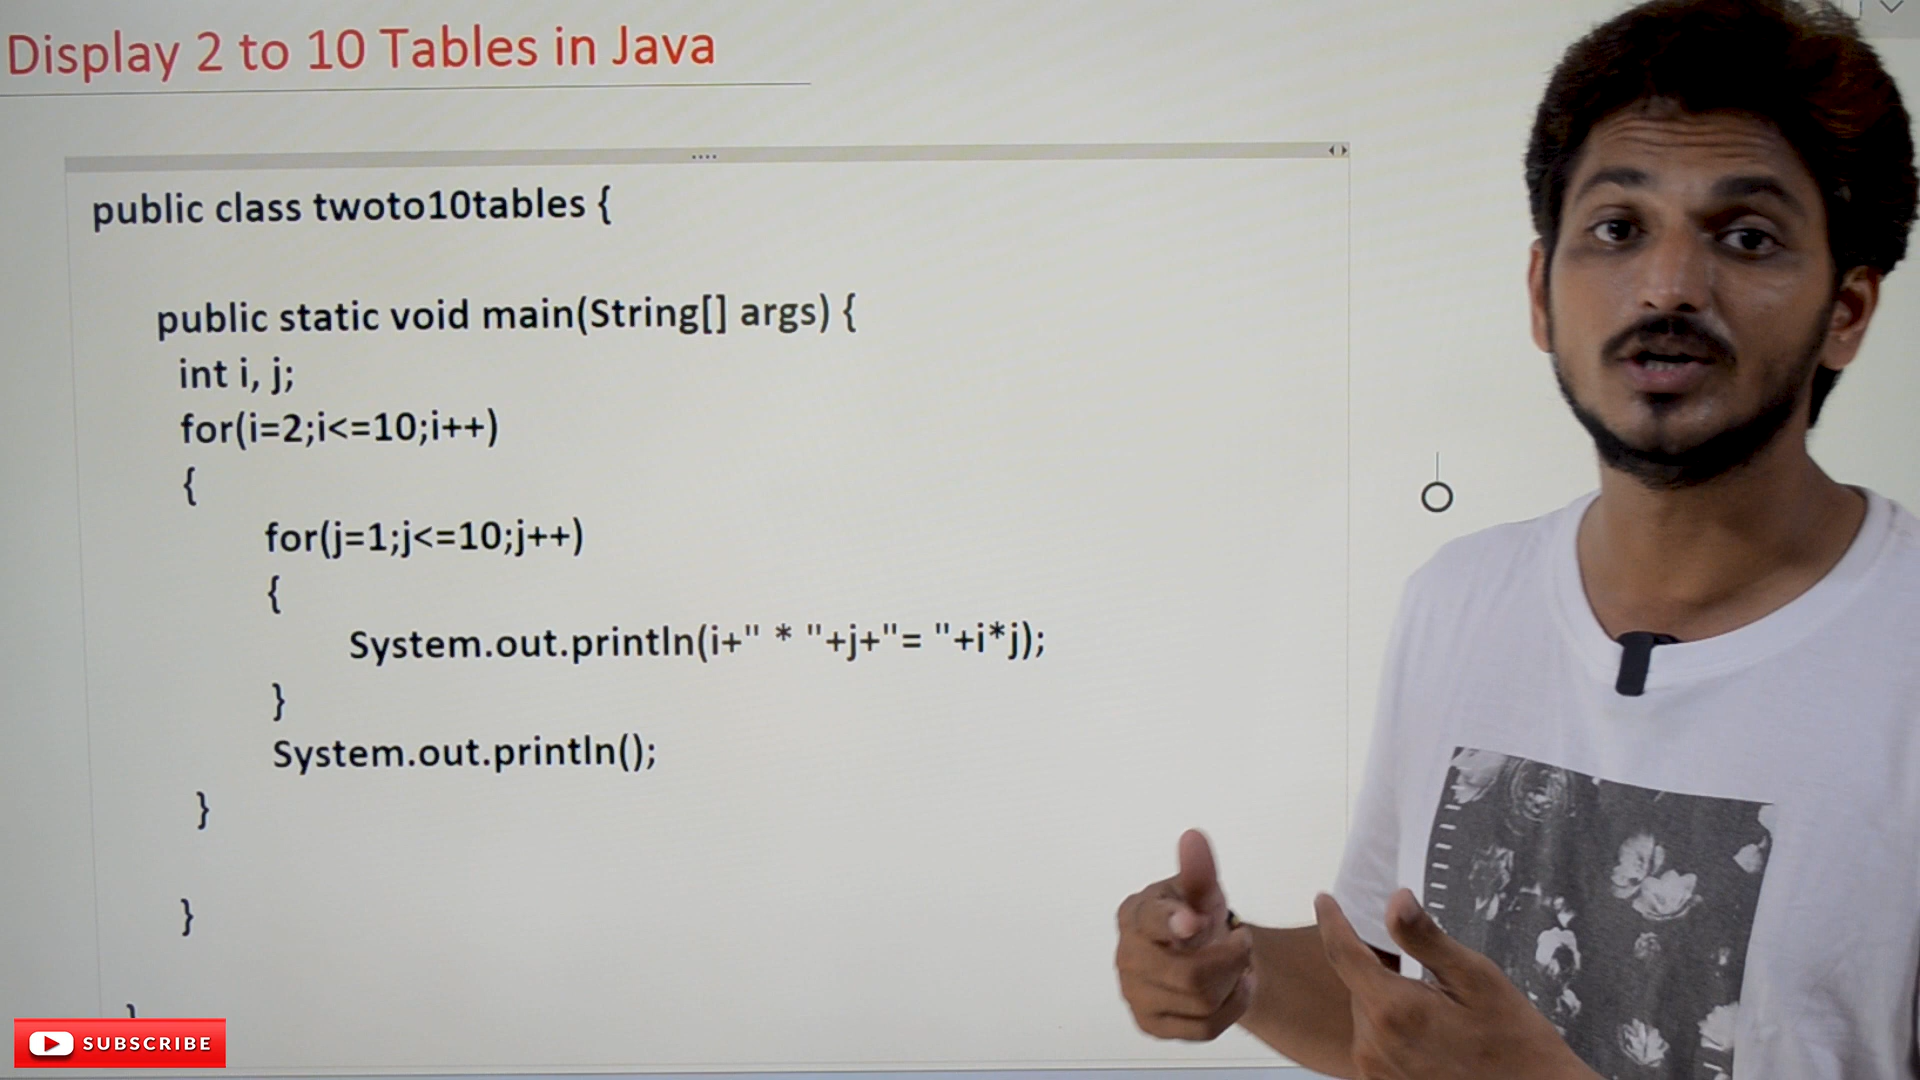 Display 2 to 10 Tables in Java
public class twoto10tables {
public static void main(String[] args) {
int i, j;
for(i=2;i<=10;i++)
{
for(j=1;j<=10;j++)
{
System.out.println(i+" * "+j+"= "+i*j);
}
System.out.println();
}
}
}
SUBSCRIBE